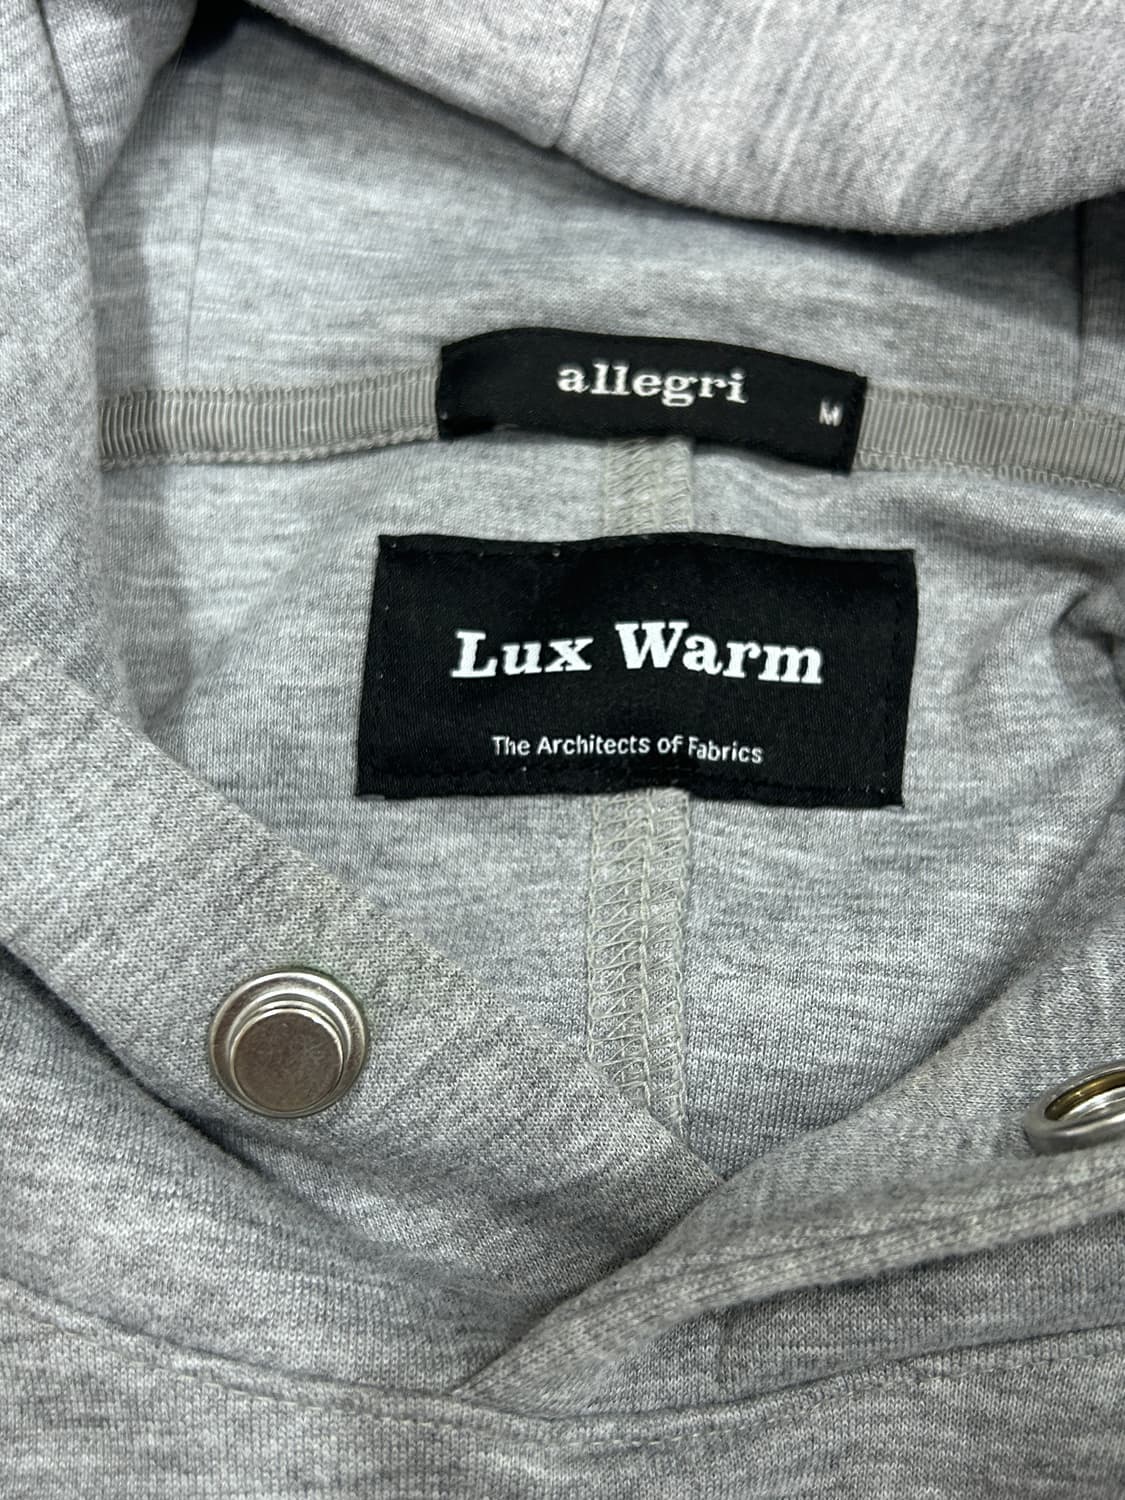 allegri
M
Lux Warm
The Architects of Fabrics